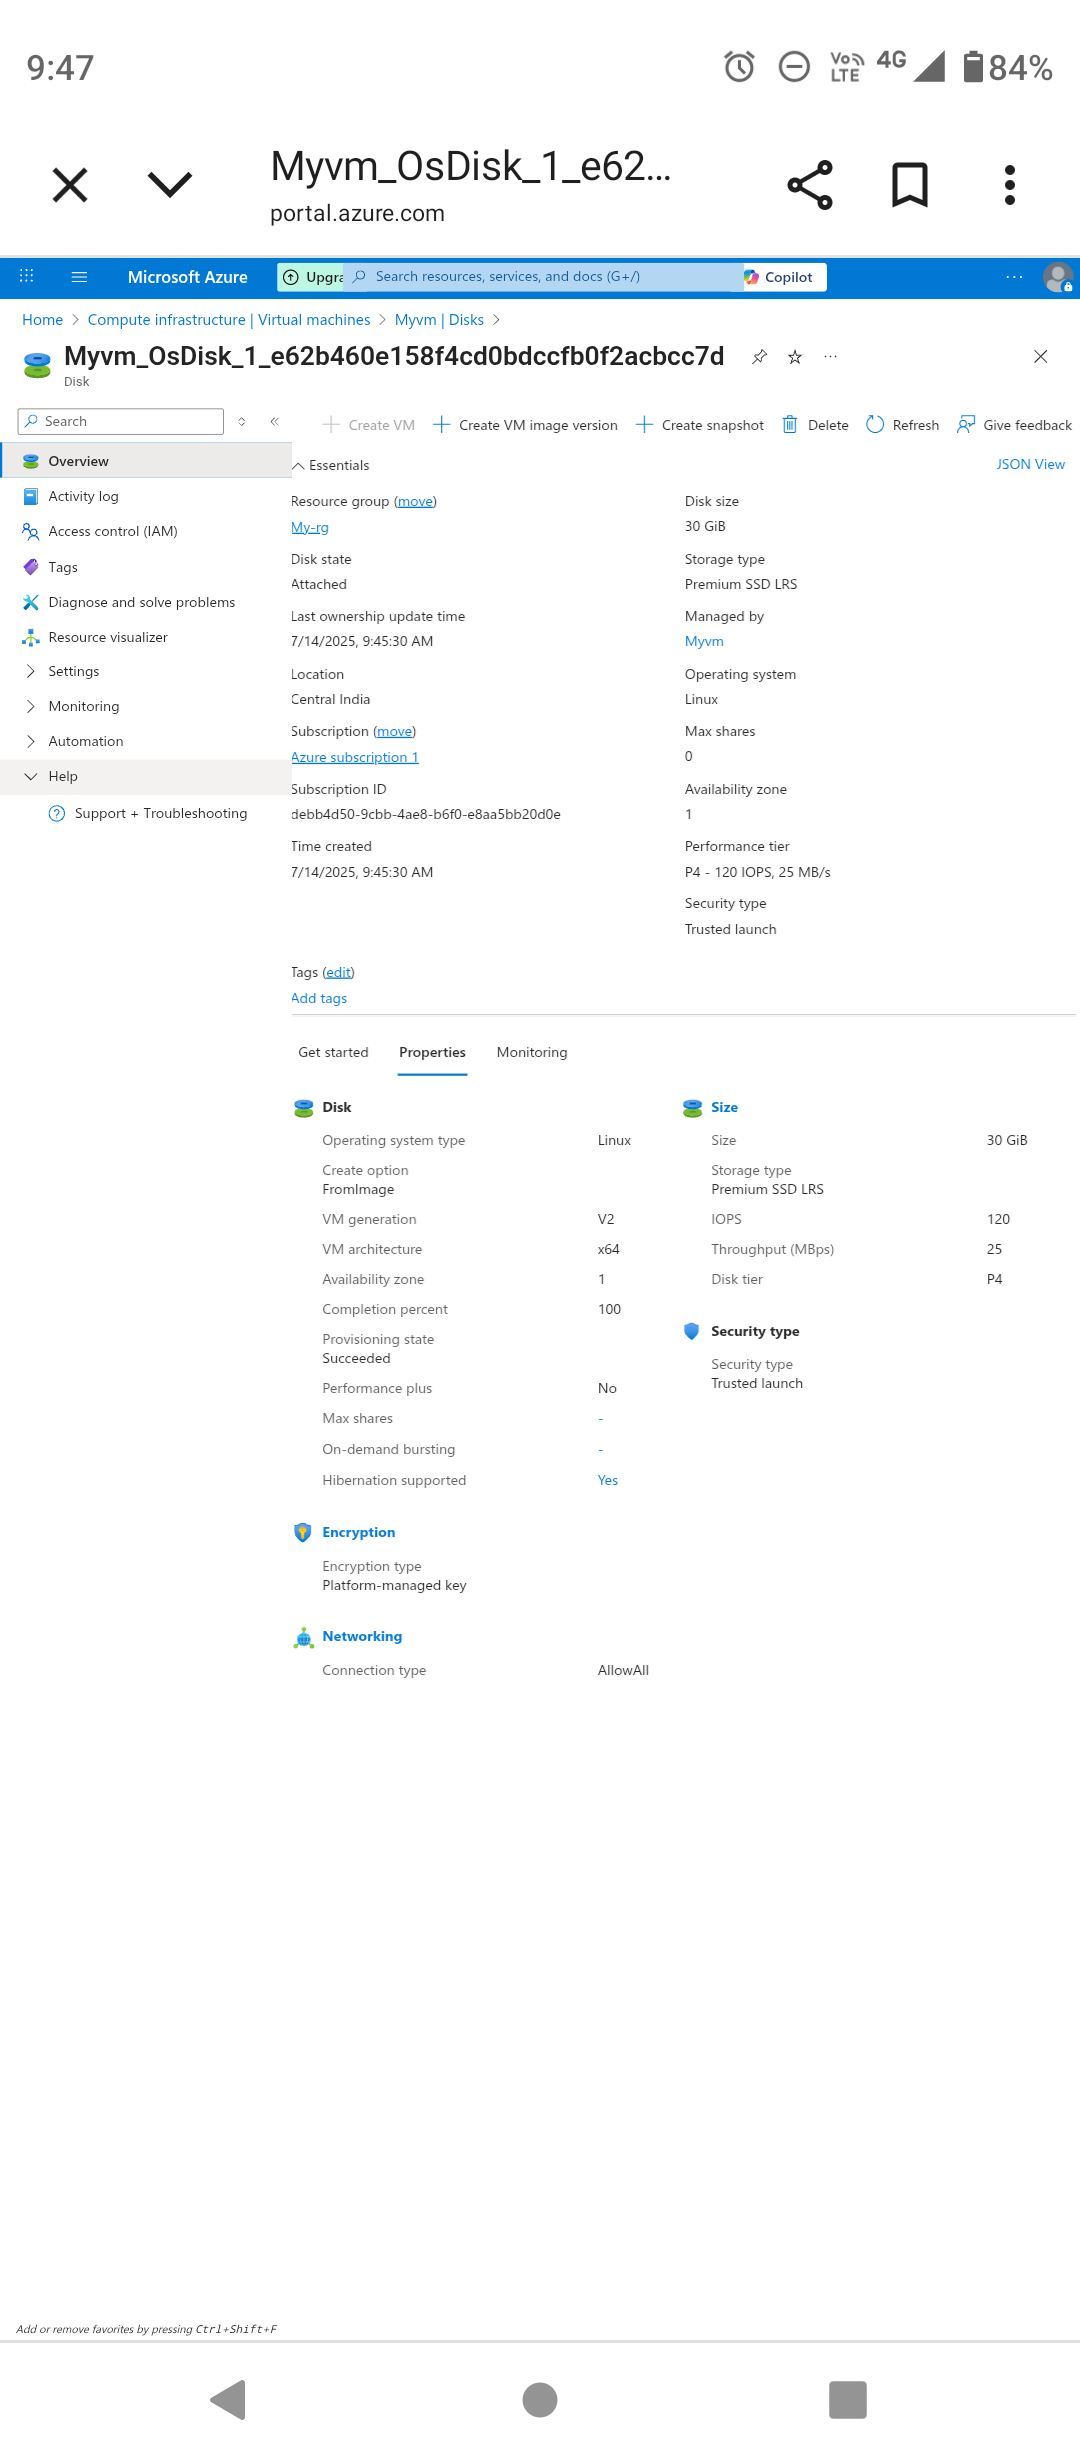 9:47
Vo LTE 4G 84%
Myvm_OsDisk_1_e62...
portal.azure.com
Microsoft Azure
Upgra
Search resources, services, and docs (G+/)
Copilot
Home > Compute infrastructure | Virtual machines > Myvm | Disks >
Myvm_OsDisk_1_e62b460e158f4cd0bdccfb0f2acbcc7d
Disk
Search
Create VM
Create VM image version
Create snapshot
Delete
Refresh
Give feedback
Overview
Activity log
Access control (IAM)
Tags
Diagnose and solve problems
Resource visualizer
Settings
Monitoring
Automation
Help
Support + Troubleshooting
Essentials
JSON View
Resource group (move)
My-rg
Disk state
Attached
Last ownership update time
7/14/2025, 9:45:30 AM
Location
Central India
Subscription (move)
Azure subscription 1
Subscription ID
debb4d50-9cbb-4ae8-b6f0-e8aa5bb20d0e
Time created
7/14/2025, 9:45:30 AM
Disk size
30 GiB
Storage type
Premium SSD LRS
Managed by
Myvm
Operating system
Linux
Max shares
0
Availability zone
1
Performance tier
P4 - 120 IOPS, 25 MB/s
Security type
Trusted launch
Tags (edit)
Add tags
Get started
Properties
Monitoring
Disk
Operating system type Linux
Create option
FromImage
VM generation V2
VM architecture x64
Availability zone 1
Completion percent 100
Provisioning state
Succeeded
Performance plus No
Max shares -
On-demand bursting -
Hibernation supported Yes
Encryption
Encryption type
Platform-managed key
Networking
Connection type AllowAll
Size
Size 30 GiB
Storage type
Premium SSD LRS
IOPS 120
Throughput (MBps) 25
Disk tier P4
Security type
Security type
Trusted launch
Add or remove favorites by pressing Ctrl+Shift+F